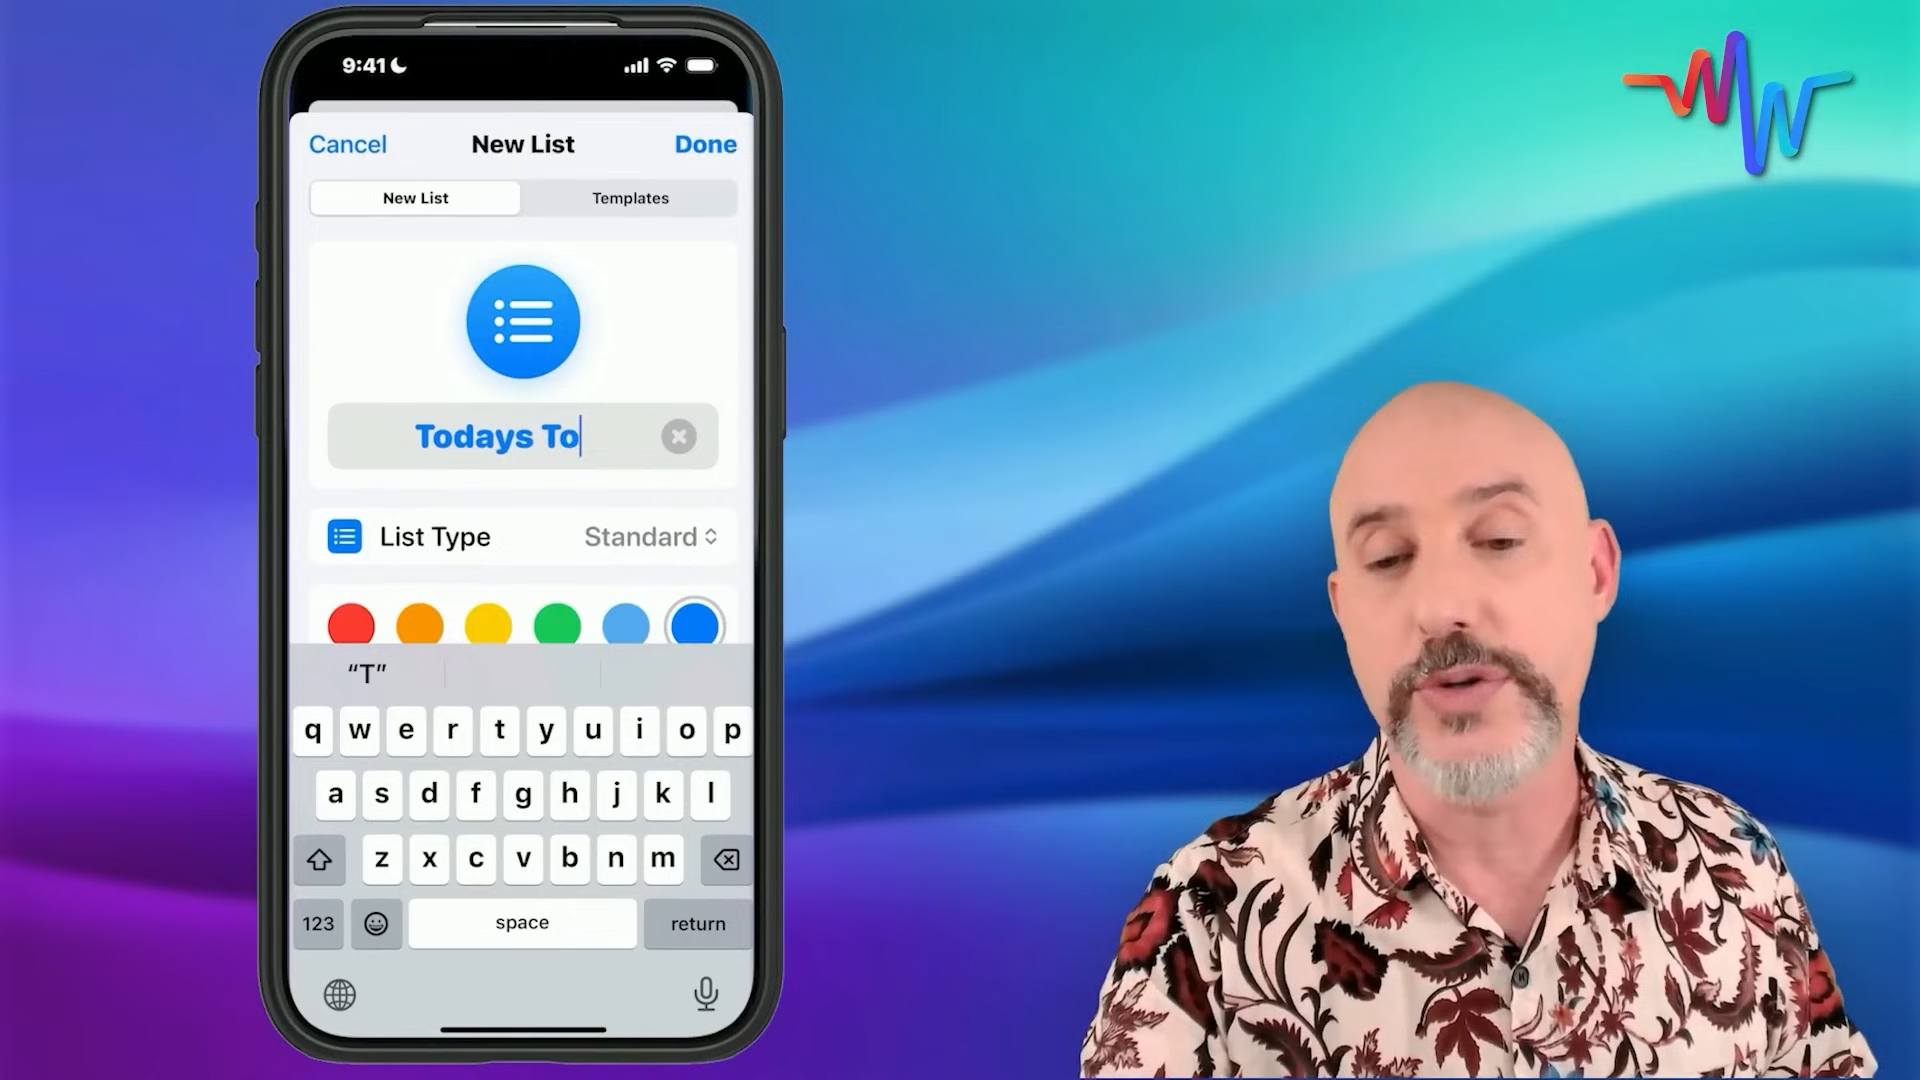 9:41
Cancel
New List
Done
New List
Templates
Todays To
List Type
Standard
“T”
q w e r t y u i o p
a s d f g h j k l
z x c v b n m
123
space
return